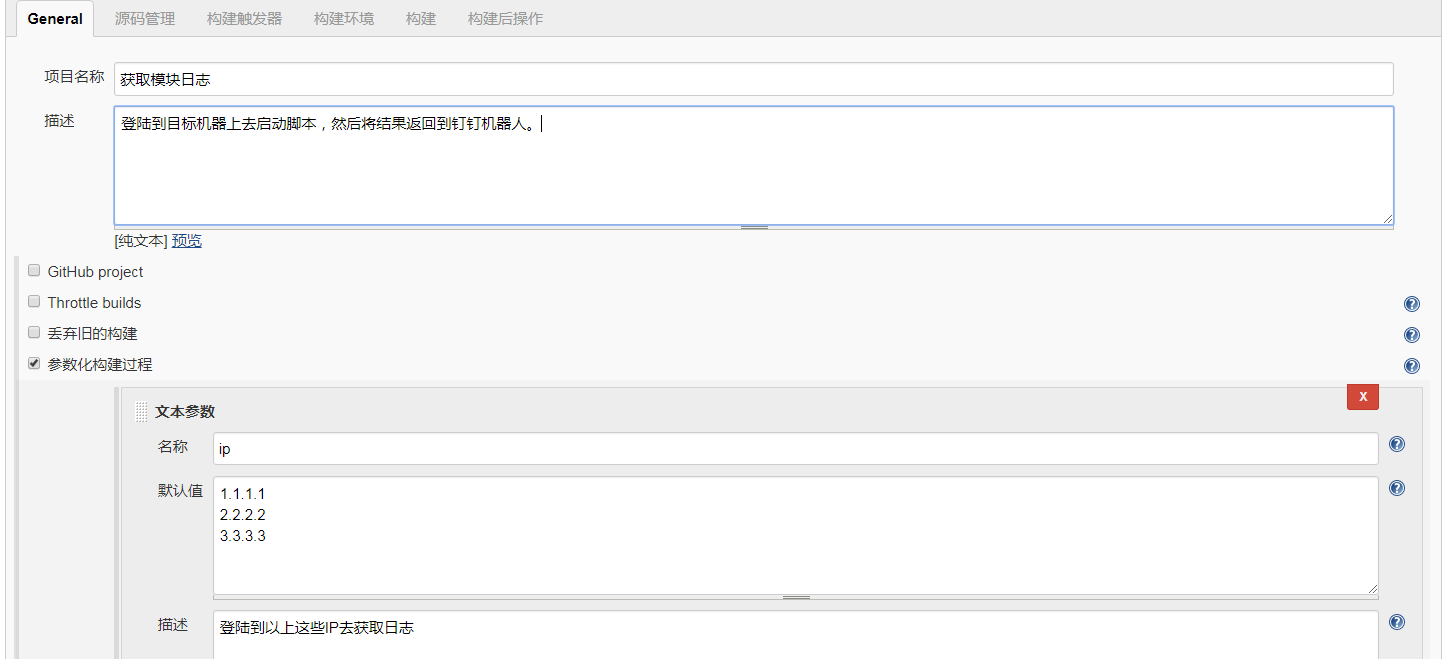 General 源码管理 构建触发器 构建环境 构建 构建后操作
项目名称 获取模块日志
描述 登陆到目标机器上去启动脚本，然后将结果返回到钉钉机器人。
[纯文本] 预览
GitHub project
Throttle builds
丢弃旧的构建
参数化构建过程
X
文本参数
名称 ip
默认值 1.1.1.1
2.2.2.2
3.3.3.3
描述 登陆到以上这些IP去获取日志